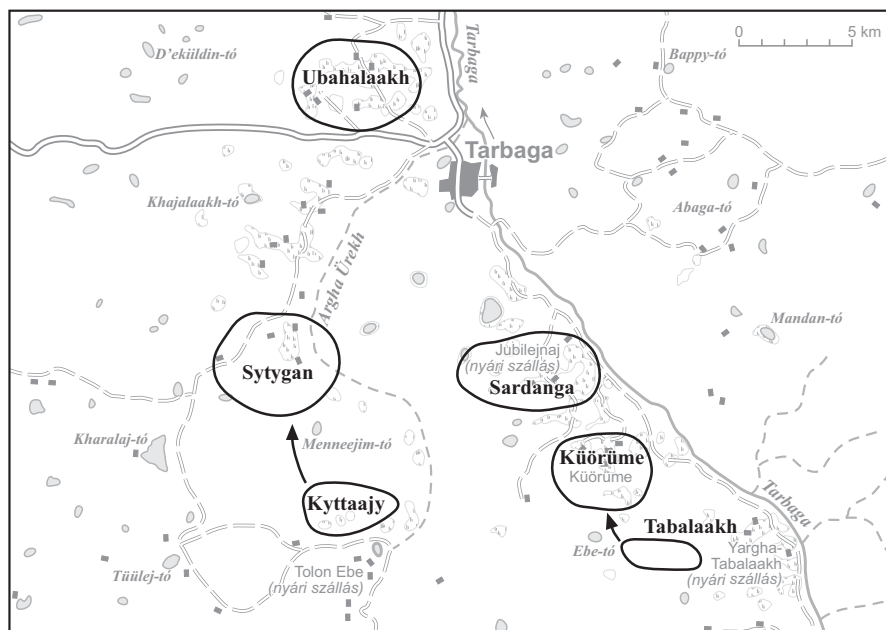 D'ekiildin-tó
Tarbaga
Bappy-tó
0 5 km
Ubahalaakh
Tarbaga
Khajalaakh-tó
Abaga-tó
Argha Ürekh
Mandan-tó
Jubilejnaj
(nyári szállás)
Sardanga
Sytygan
Kharalaj-tó
Menneejim-tó
Küörüme
Küörüme
Kyttaajy
Tabalaakh
Tarbaga
Ebe-tó
Yargha-
Tabalaakh
(nyári szállás)
Tüülej-tó
Tolon Ebe
(nyári szállás)